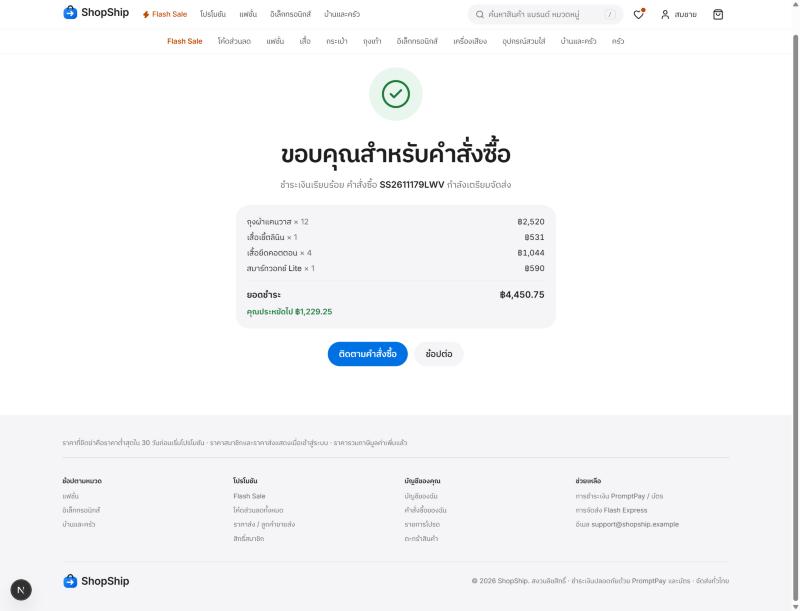 ShopShip
Flash Sale โปรโมชัน แฟชั่น อิเล็กทรอนิกส์ บ้านและครัว ค้นหาสินค้า แบรนด์ หมวดหมู่ / สมชาย
Flash Sale โค้ดส่วนลด แฟชั่น เสื้อ กระเป๋า ถุงเท้า อิเล็กทรอนิกส์ เครื่องเสียง อุปกรณ์สวมใส่ บ้านและครัว ครัว
ขอบคุณสำหรับคำสั่งซื้อ
ชำระเงินเรียบร้อย คำสั่งซื้อ SS2611179LWV กำลังเตรียมจัดส่ง
ถุงผ้าแคนวาส × 12 ฿2,520
เสื้อเชิ้ตลินิน × 1 ฿531
เสื้อยืดคอตตอน × 4 ฿1,044
สมาร์ทวอทช์ Lite × 1 ฿590
ยอดชำระ ฿4,450.75
คุณประหยัดไป ฿1,229.25
ติดตามคำสั่งซื้อ ช้อปต่อ
ราคาที่ขีดฆ่าคือราคาต่ำสุดใน 30 วันก่อนเริ่มโปรโมชัน · ราคาสมาชิกและราคาส่งแสดงเมื่อเข้าสู่ระบบ · ราคารวมภาษีมูลค่าเพิ่มแล้ว
ช้อปตามหมวด โปรโมชัน บัญชีของคุณ ช่วยเหลือ
แฟชั่น Flash Sale บัญชีของฉัน การชำระเงิน PromptPay / บัตร
อิเล็กทรอนิกส์ โค้ดส่วนลดทั้งหมด คำสั่งซื้อของฉัน การจัดส่ง Flash Express
บ้านและครัว ราคาส่ง / ลูกค้าขายส่ง รายการโปรด อีเมล support@shopship.example
สิทธิ์สมาชิก ตะกร้าสินค้า
ShopShip © 2026 ShopShip. สงวนลิขสิทธิ์ · ชำระเงินปลอดภัยด้วย PromptPay และบัตร · จัดส่งทั่วไทย
N